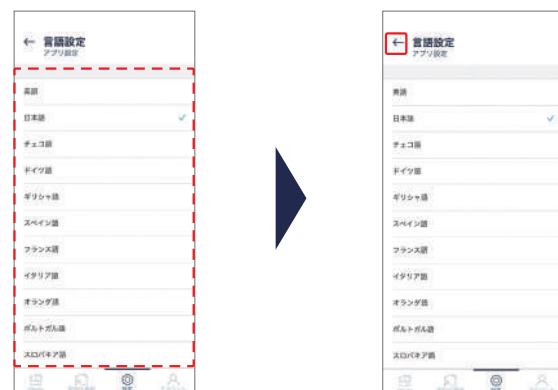 言語設定
アプリ設定
英語
日本語
チェコ語
ドイツ語
ギリシャ語
スペイン語
フランス語
イタリア語
オランダ語
ポルトガル語
スロバキア語
言語設定
アプリ設定
英語
日本語
チェコ語
ドイツ語
ギリシャ語
スペイン語
フランス語
イタリア語
オランダ語
ポルトガル語
スロバキア語